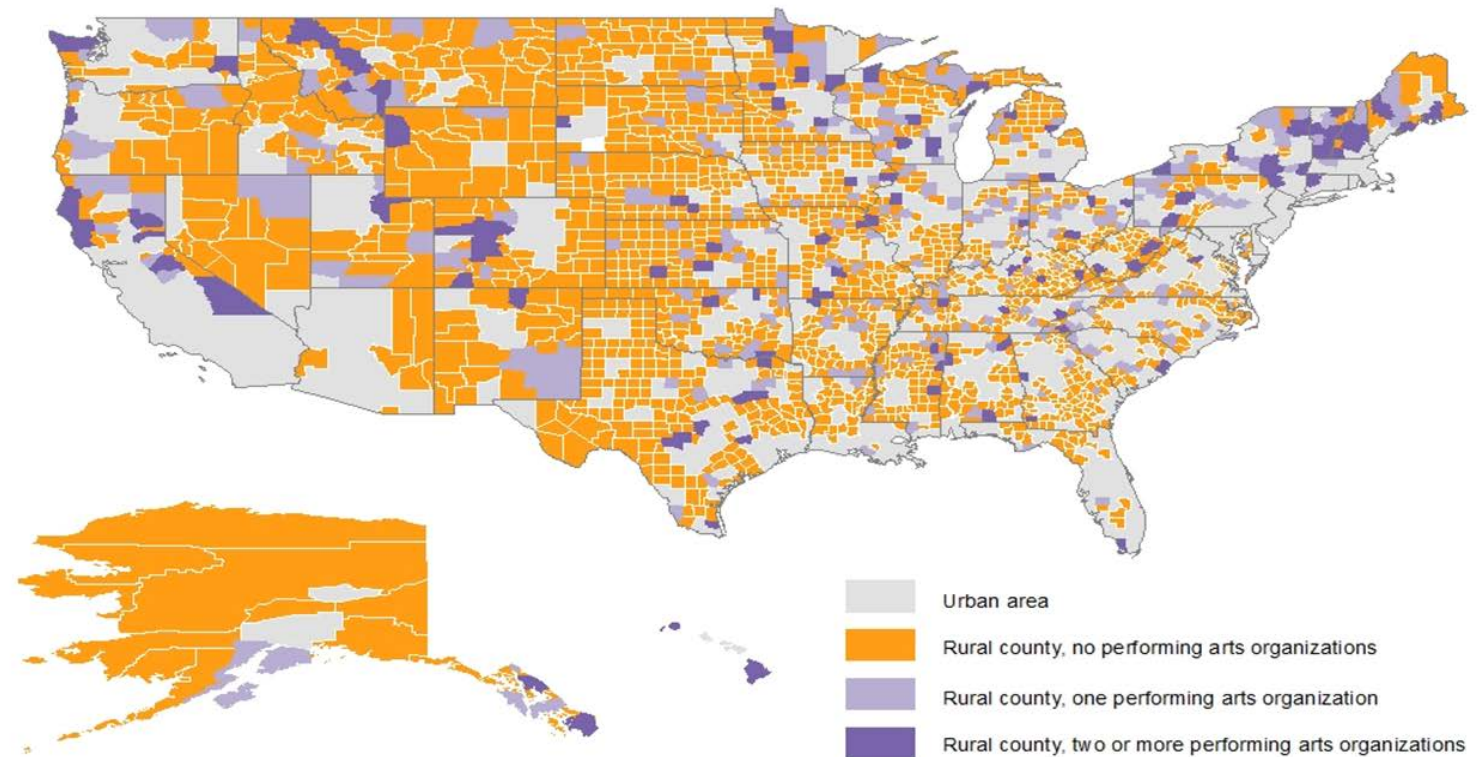 Urban area
Rural county, no performing arts organizations
Rural county, one performing arts organization
Rural county, two or more performing arts organizations